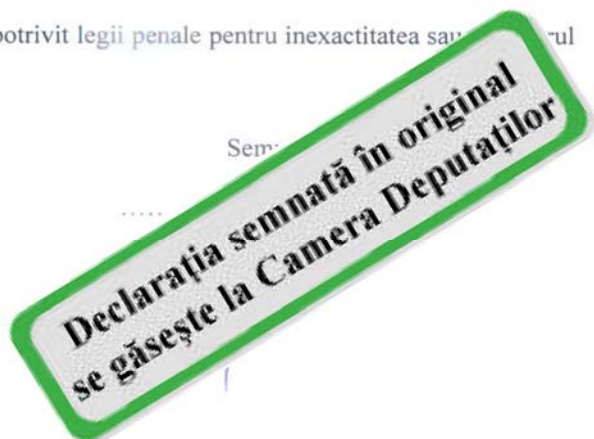 potrivit legii penale pentru inexactitatea sau
Declarația semnată în original
se găsește la Camera Deputaților
.....